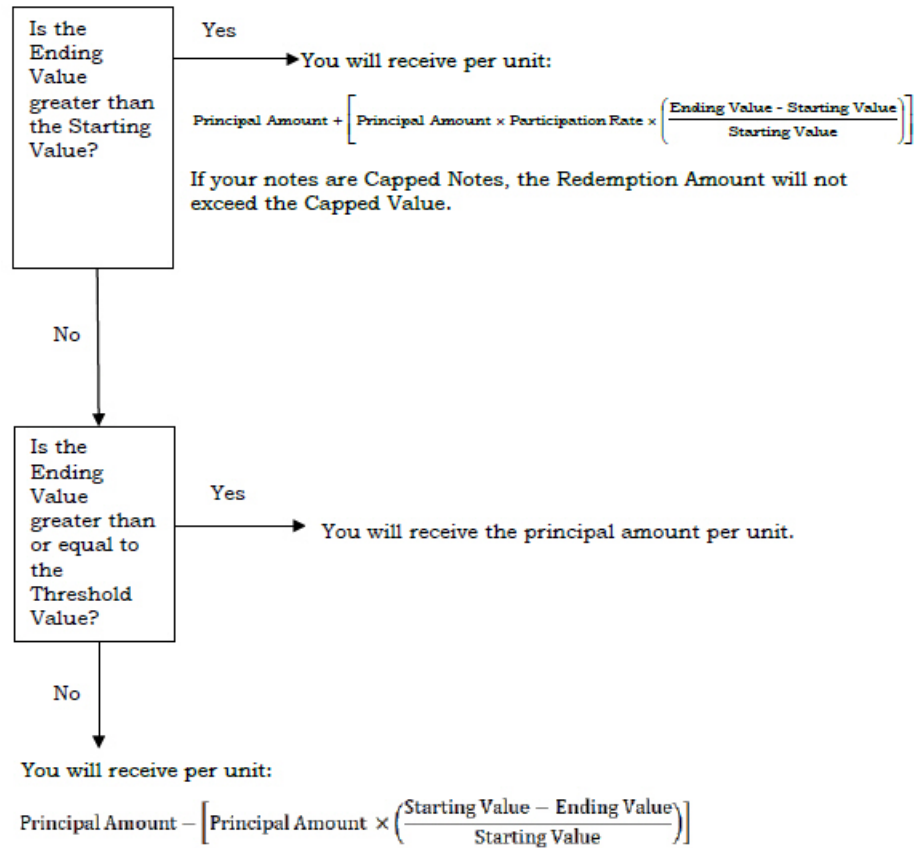 Is the
Ending
Value
greater than
the Starting
Value?
Yes
You will receive per unit:
Principal Amount + [Principal Amount × Participation Rate × (Ending Value - Starting Value / Starting Value)]
If your notes are Capped Notes, the Redemption Amount will not
exceed the Capped Value.
No
Is the
Ending
Value
greater than
or equal to
the
Threshold
Value?
Yes
You will receive the principal amount per unit.
No
You will receive per unit:
Principal Amount − [Principal Amount × (Starting Value − Ending Value / Starting Value)]